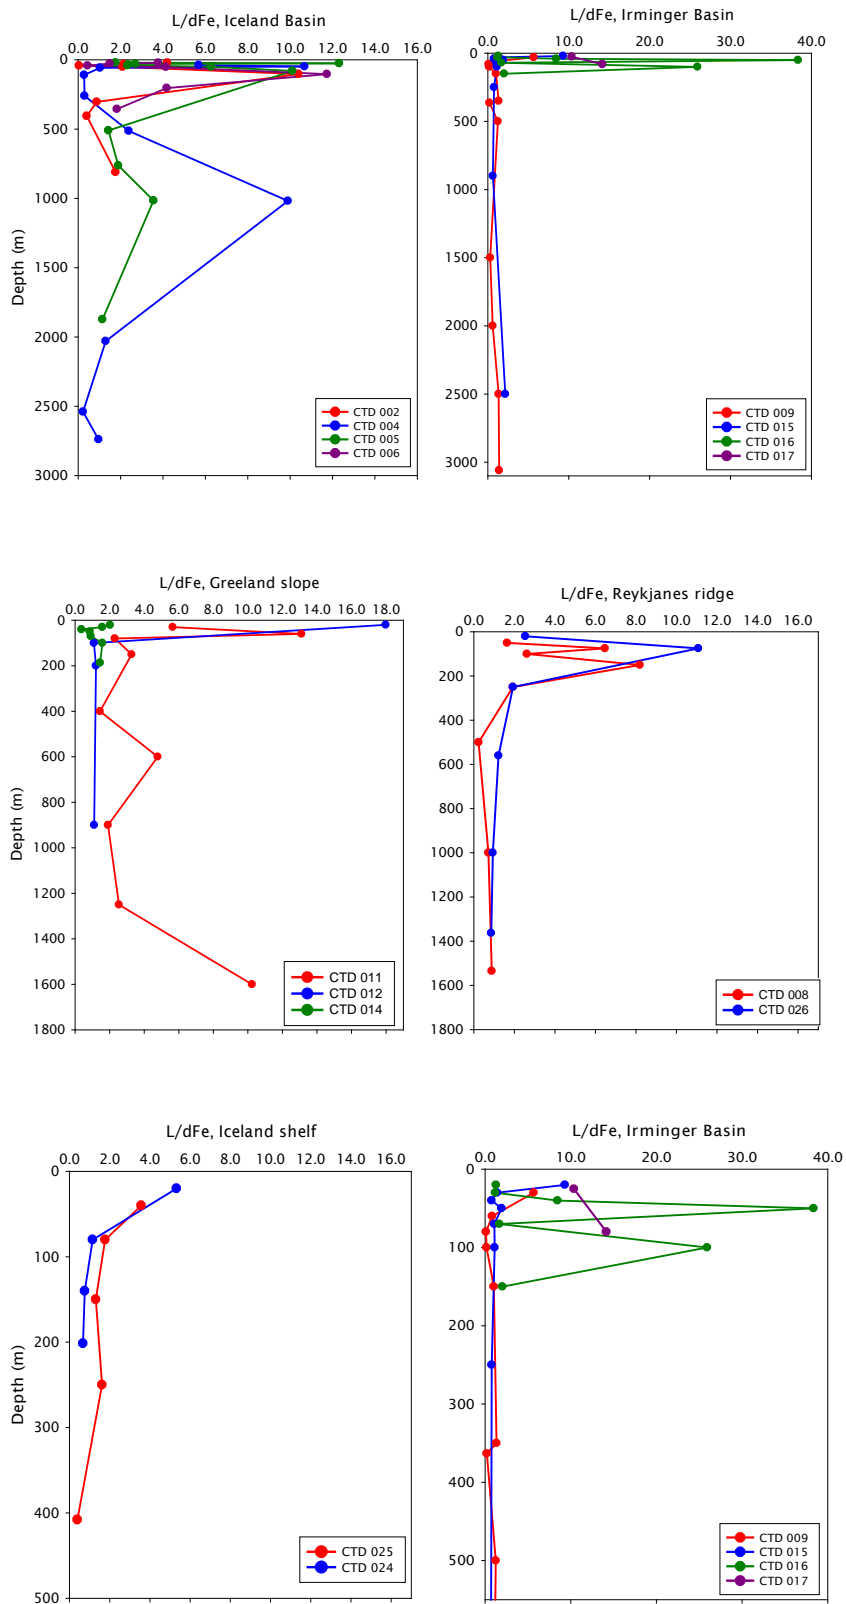 L/dFe, Iceland Basin
0.0 2.0 4.0 6.0 8.0 10.0 12.0 14.0 16.0
0
500
1000
1500
2000
2500
3000
Depth (m)
CTD 002
CTD 004
CTD 005
CTD 006
L/dFe, Irminger Basin
0.0 10.0 20.0 30.0 40.0
0
500
1000
1500
2000
2500
3000
CTD 009
CTD 015
CTD 016
CTD 017
L/dFe, Greeland slope
0.0 2.0 4.0 6.0 8.0 10.0 12.0 14.0 16.0 18.0
0
200
400
600
800
1000
1200
1400
1600
1800
Depth (m)
CTD 011
CTD 012
CTD 014
L/dFe, Reykjanes ridge
0.0 2.0 4.0 6.0 8.0 10.0 12.0 14.0 16.0
0
200
400
600
800
1000
1200
1400
1600
1800
CTD 008
CTD 026
L/dFe, Iceland shelf
0.0 2.0 4.0 6.0 8.0 10.0 12.0 14.0 16.0
0
100
200
300
400
500
Depth (m)
CTD 025
CTD 024
L/dFe, Irminger Basin
0.0 10.0 20.0 30.0 40.0
0
100
200
300
400
500
CTD 009
CTD 015
CTD 016
CTD 017